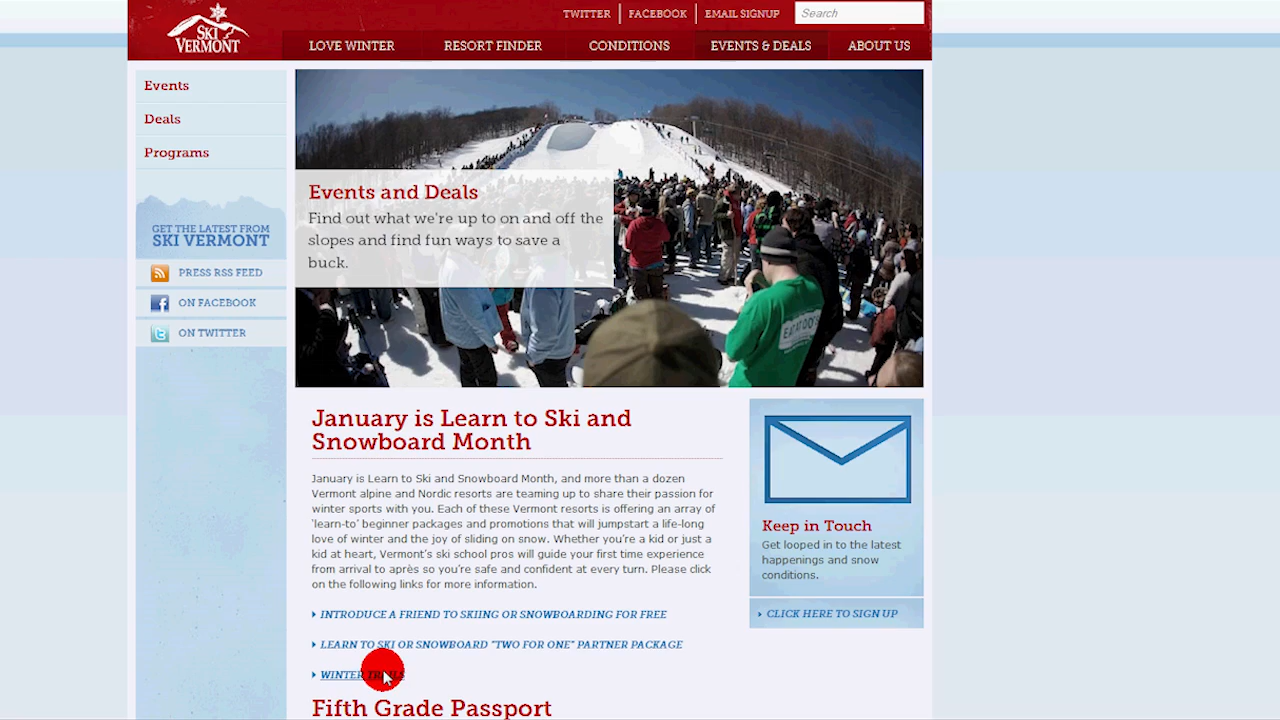 TWITTER
FACEBOOK
EMAIL SIGNUP
Search
SKI
VERMONT
LOVE WINTER
RESORT FINDER
CONDITIONS
EVENTS & DEALS
ABOUT US
Events
Deals
Programs
GET THE LATEST FROM
SKI VERMONT
PRESS RSS FEED
ON FACEBOOK
ON TWITTER
Events and Deals
Find out what we're up to on and off the
slopes and find fun ways to save a
buck.
January is Learn to Ski and
Snowboard Month
January is Learn to Ski and Snowboard Month, and more than a dozen
Vermont alpine and Nordic resorts are teaming up to share their passion for
winter sports with you. Each of these Vermont resorts is offering an array of
'learn-to' beginner packages and promotions that will jumpstart a life-long
love of winter and the joy of sliding on snow. Whether you're a kid or just a
kid at heart, Vermont's ski school pros will guide your first time experience
from arrival to après so you're safe and confident at every turn. Please click
on the following links for more information.
INTRODUCE A FRIEND TO SKIING OR SNOWBOARDING FOR FREE
LEARN TO SKI OR SNOWBOARD "TWO FOR ONE" PARTNER PACKAGE
WINTER TRAILS
Fifth Grade Passport
Keep in Touch
Get looped in to the latest
happenings and snow
conditions.
CLICK HERE TO SIGN UP